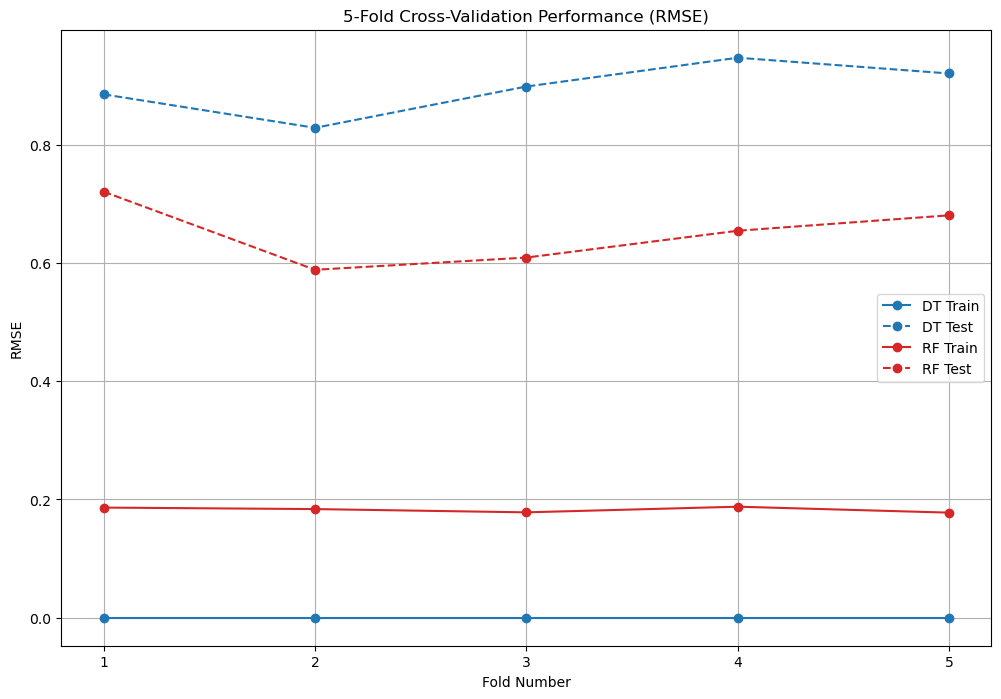 5-Fold Cross-Validation Performance (RMSE)
RMSE
0.8
0.6
0.4
0.2
0.0
DT Train
DT Test
RF Train
RF Test
1 2 3 4 5
Fold Number